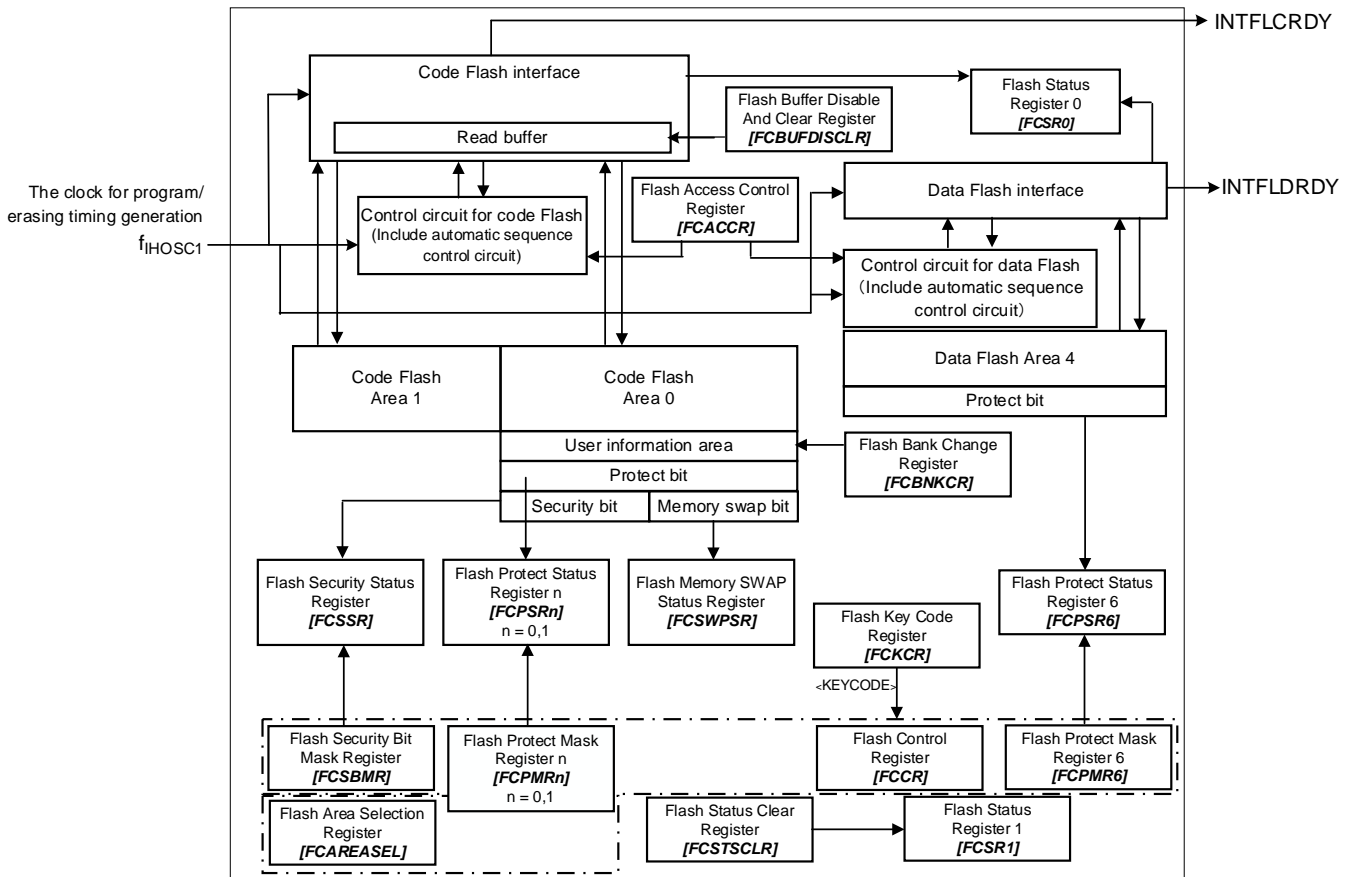 INTFLCRDY
Code Flash interface
Read buffer
Flash Buffer Disable
And Clear Register
[FCBUFDISCLR]
Flash Status
Register 0
[FCSR0]
The clock for program/
erasing timing generation
fIHOSC1
Control circuit for code Flash
(Include automatic sequence
control circuit)
Flash Access Control
Register
[FCACCR]
Data Flash interface
INTFLDRDY
Control circuit for data Flash
(Include automatic sequence
control circuit)
Code Flash
Area 1
Code Flash
Area 0
Data Flash Area 4
Protect bit
User information area
Protect bit
Security bit
Memory swap bit
Flash Bank Change
Register
[FCBNKCR]
Flash Security Status
Register
[FCSSR]
Flash Protect Status
Register n
[FCPSRn]
n = 0,1
Flash Memory SWAP
Status Register
[FCSWPSR]
Flash Key Code
Register
[FCKCR]
Flash Protect Status
Register 6
[FCPSR6]
<KEYCODE>
Flash Security Bit
Mask Register
[FCSBMR]
Flash Protect Mask
Register n
[FCPMRn]
n = 0,1
Flash Control
Register
[FCCR]
Flash Protect Mask
Register 6
[FCPMR6]
Flash Area Selection
Register
[FCAREASEL]
Flash Status Clear
Register
[FCSTSCLR]
Flash Status
Register 1
[FCSR1]